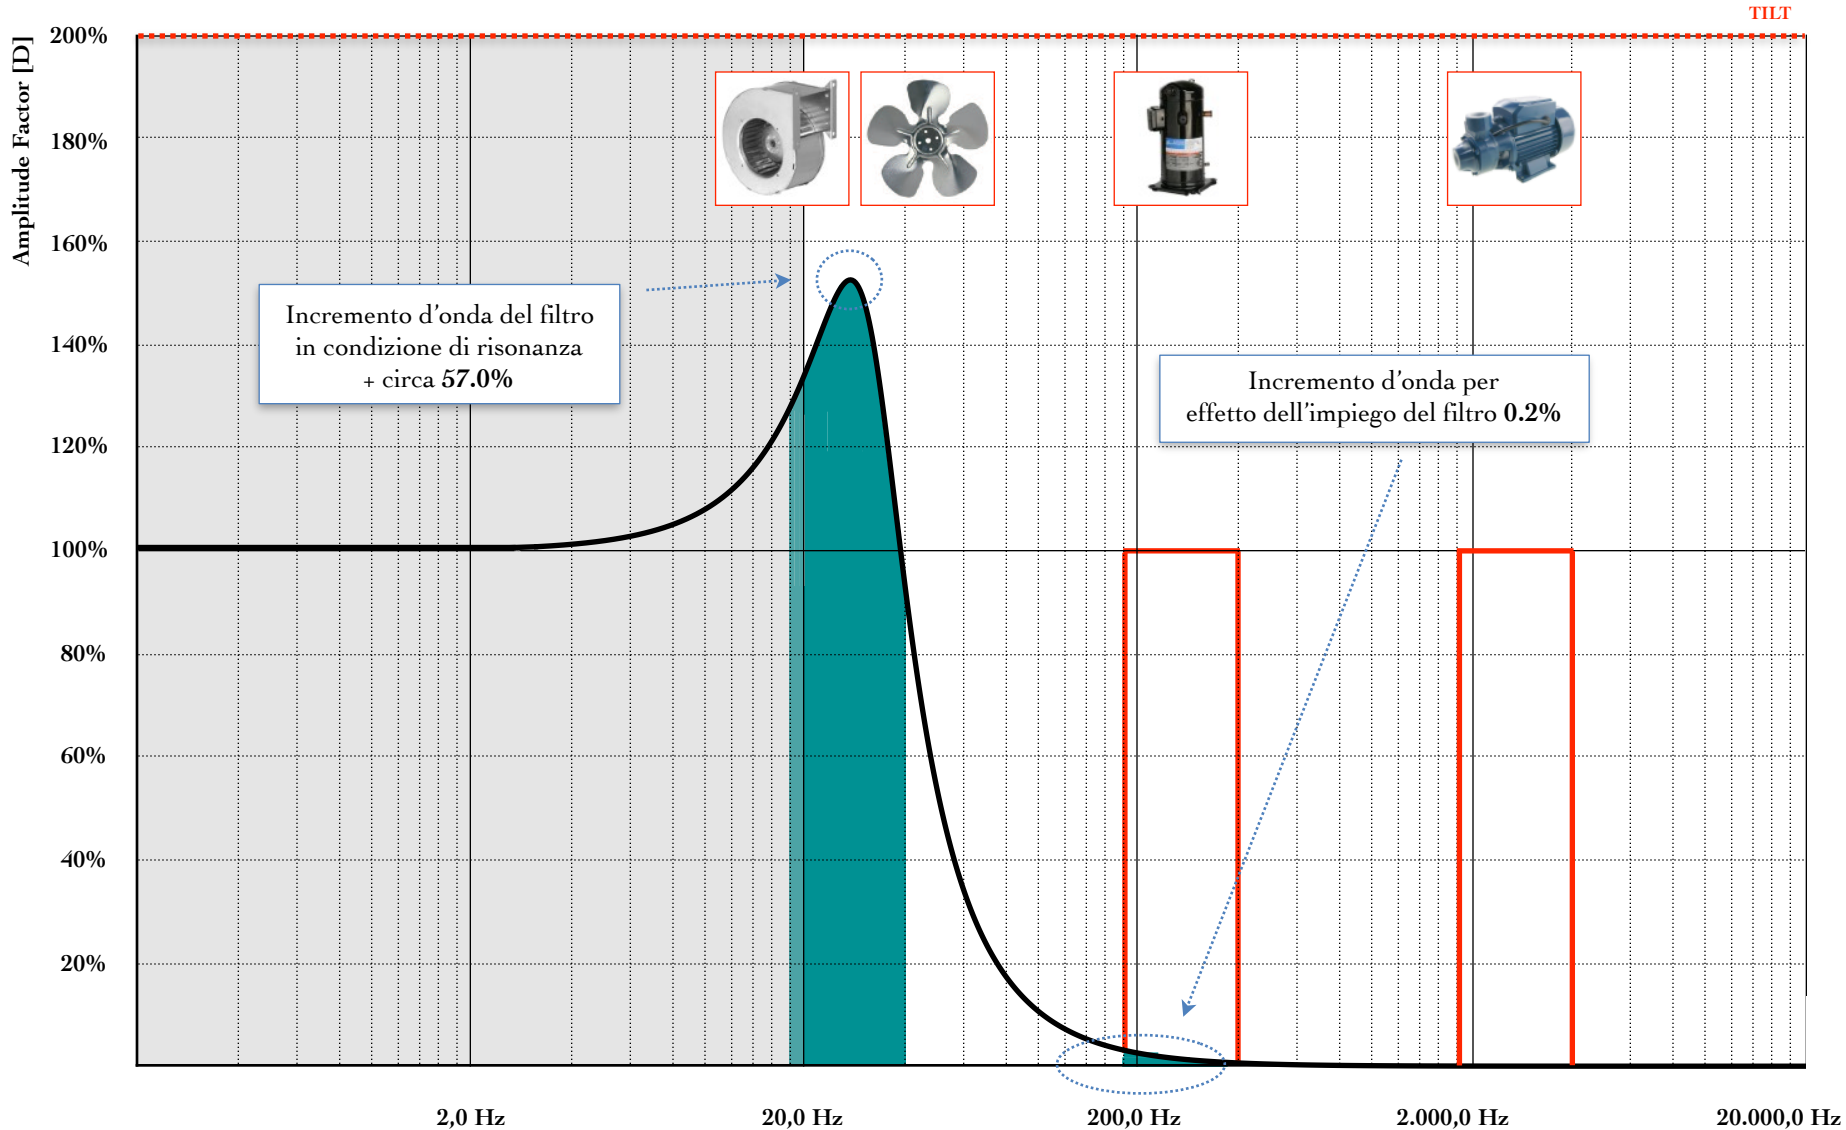 TILT
Amplitude Factor [D]
200%
180%
160%
140%
120%
100%
80%
60%
40%
20%
Incremento d'onda del filtro
in condizione di risonanza
+ circa 57.0%
Incremento d'onda per
effetto dell'impiego del filtro 0.2%
2,0 Hz
20,0 Hz
200,0 Hz
2.000,0 Hz
20.000,0 Hz